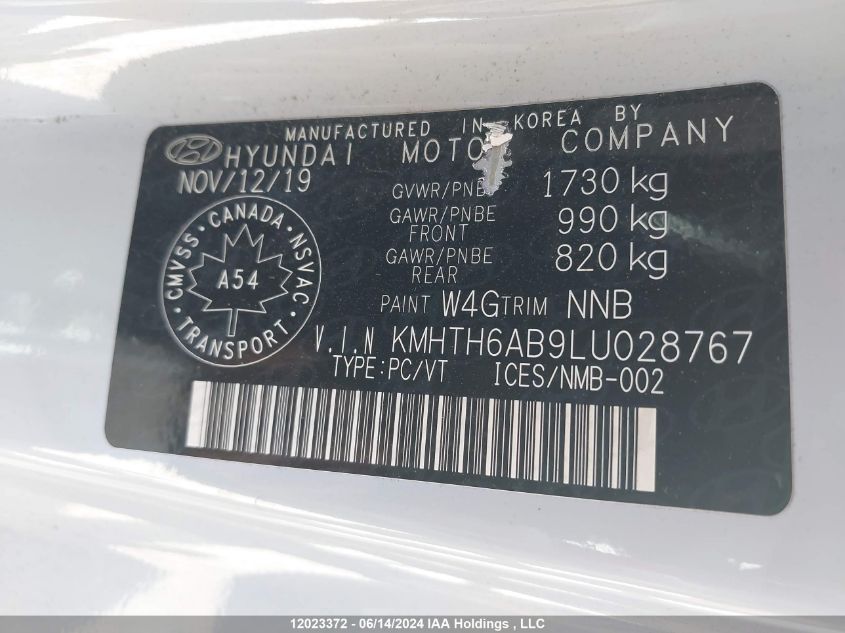 MANUFACTURED IN KOREA BY
HYUNDAI MOTOR COMPANY
NOV/12/19
GVWR/PNBE 1730 kg
GAWR/PNBE FRONT 990 kg
GAWR/PNBE REAR 820 kg
CMVSS · CANADA · NSVAC
A54
TRANSPORT
PAINT W4G TRIM NNB
V.I.N KMHTH6AB9LU028767
TYPE:PC/VT ICES/NMB-002
12023372 - 06/14/2024 IAA Holdings , LLC